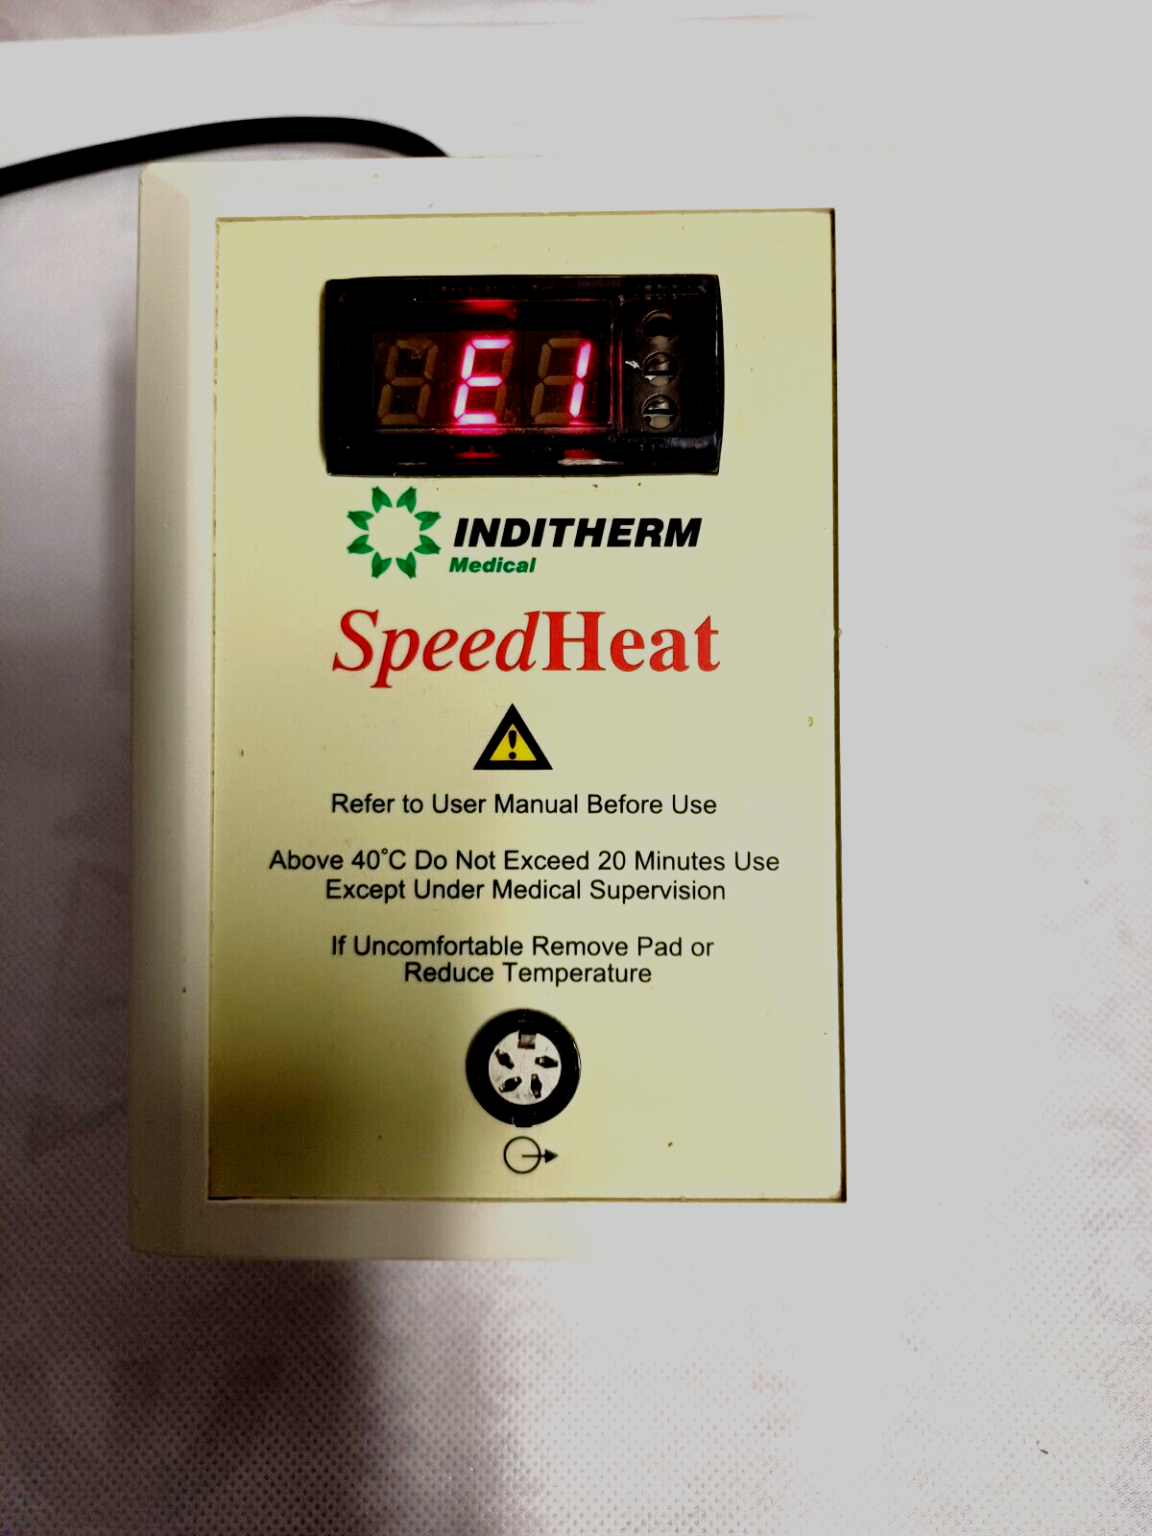 E1
INDITHERM
Medical
SpeedHeat
Refer to User Manual Before Use
Above 40°C Do Not Exceed 20 Minutes Use
Except Under Medical Supervision
If Uncomfortable Remove Pad or
Reduce Temperature